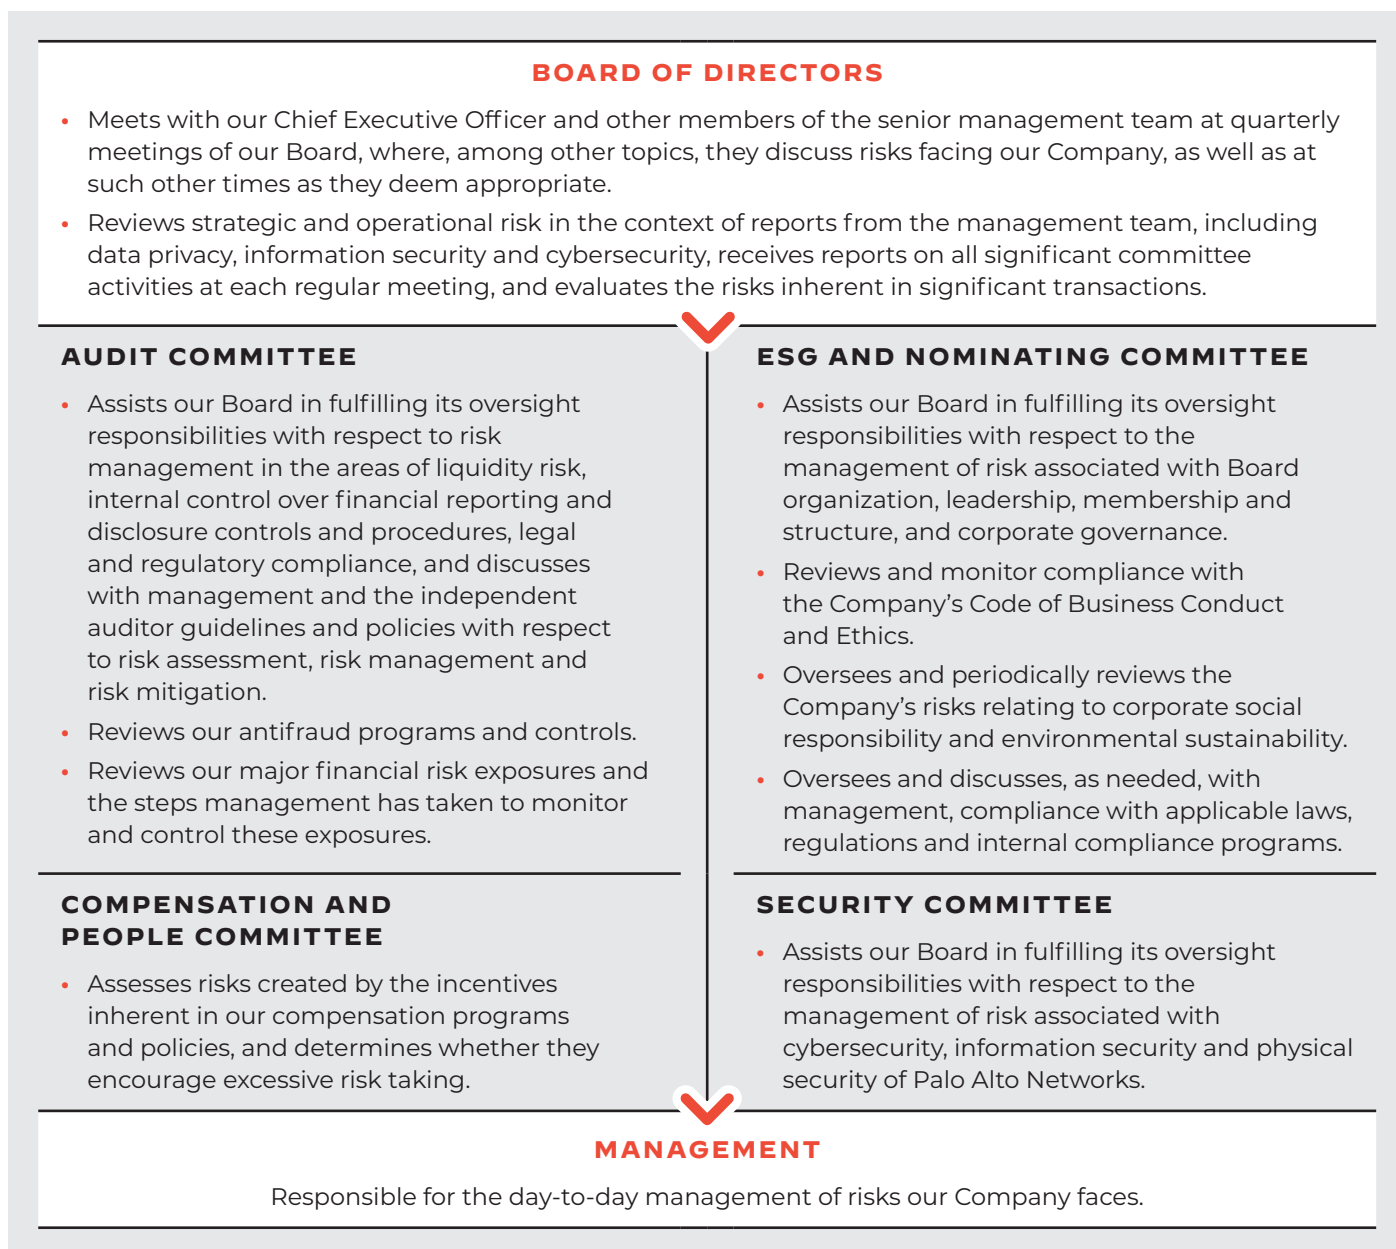 BOARD OF DIRECTORS
• Meets with our Chief Executive Officer and other members of the senior management team at quarterly
meetings of our Board, where, among other topics, they discuss risks facing our Company, as well as at
such other times as they deem appropriate.
• Reviews strategic and operational risk in the context of reports from the management team, including
data privacy, information security and cybersecurity, receives reports on all significant committee
activities at each regular meeting, and evaluates the risks inherent in significant transactions.
AUDIT COMMITTEE
• Assists our Board in fulfilling its oversight
responsibilities with respect to risk
management in the areas of liquidity risk,
internal control over financial reporting and
disclosure controls and procedures, legal
and regulatory compliance, and discusses
with management and the independent
auditor guidelines and policies with respect
to risk assessment, risk management and
risk mitigation.
• Reviews our antifraud programs and controls.
• Reviews our major financial risk exposures and
the steps management has taken to monitor
and control these exposures.
ESG AND NOMINATING COMMITTEE
• Assists our Board in fulfilling its oversight
responsibilities with respect to the
management of risk associated with Board
organization, leadership, membership and
structure, and corporate governance.
• Reviews and monitor compliance with
the Company’s Code of Business Conduct
and Ethics.
• Oversees and periodically reviews the
Company’s risks relating to corporate social
responsibility and environmental sustainability.
• Oversees and discusses, as needed, with
management, compliance with applicable laws,
regulations and internal compliance programs.
COMPENSATION AND
PEOPLE COMMITTEE
• Assesses risks created by the incentives
inherent in our compensation programs
and policies, and determines whether they
encourage excessive risk taking.
SECURITY COMMITTEE
• Assists our Board in fulfilling its oversight
responsibilities with respect to the
management of risk associated with
cybersecurity, information security and physical
security of Palo Alto Networks.
MANAGEMENT
Responsible for the day-to-day management of risks our Company faces.